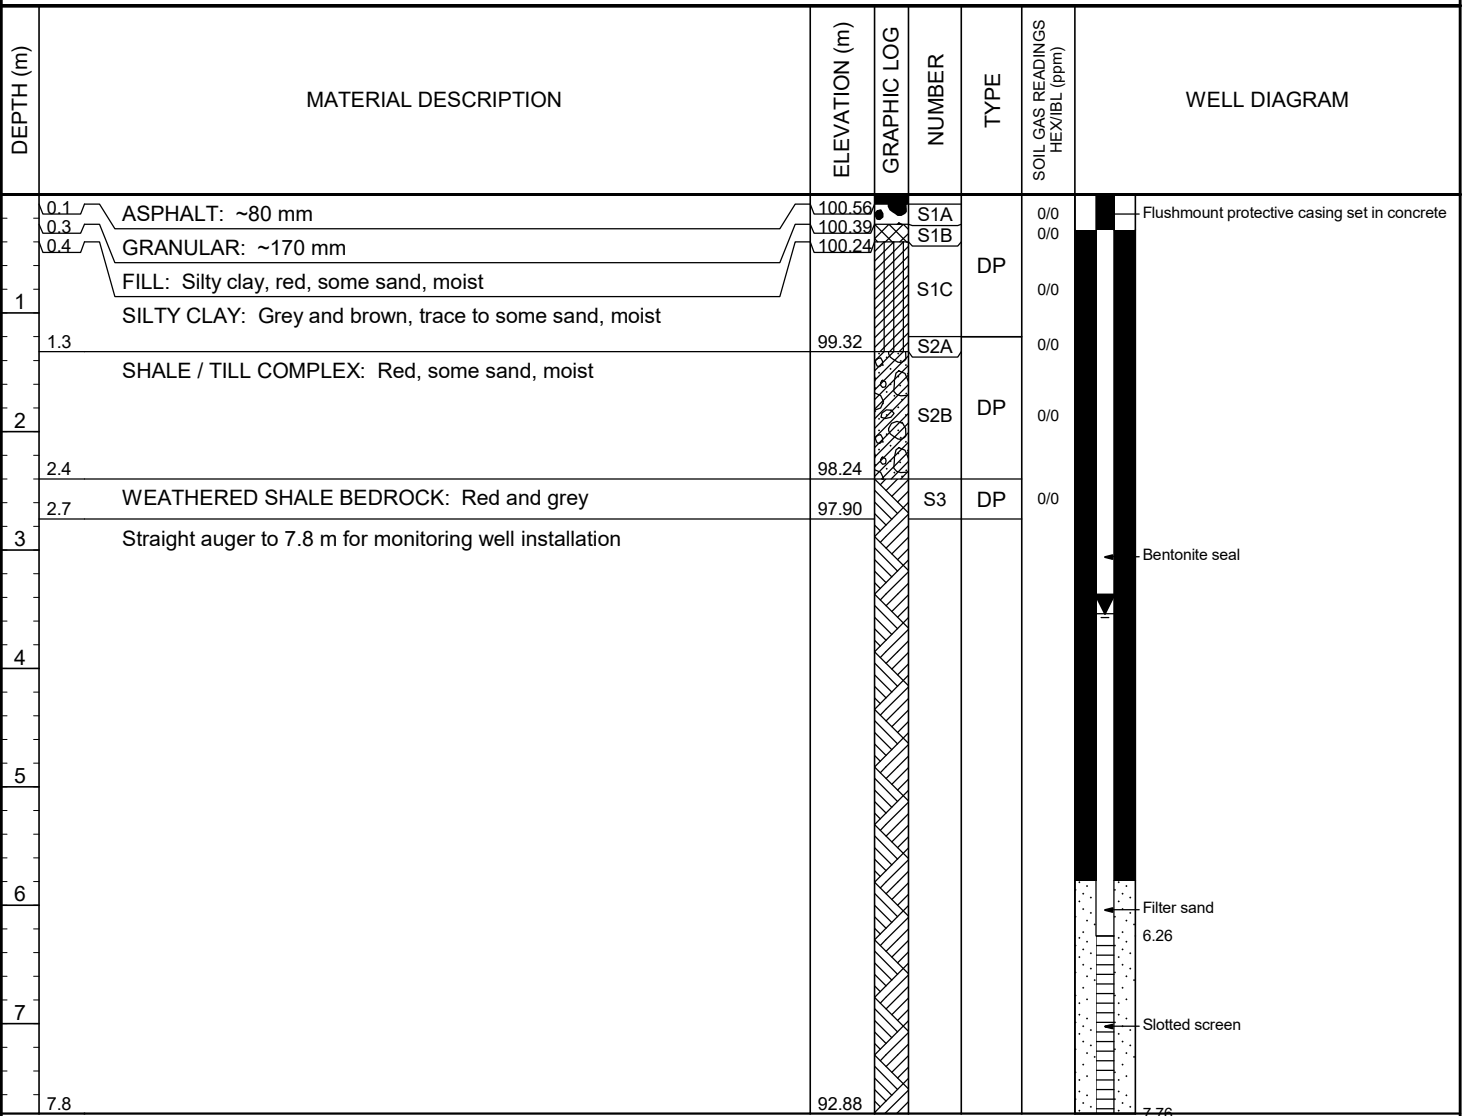 DEPTH (m)
MATERIAL DESCRIPTION
ELEVATION (m)
GRAPHIC LOG
NUMBER
TYPE
SOIL GAS READINGS
HEX/IBL (ppm)
WELL DIAGRAM
0.1
ASPHALT: ~80 mm
100.56
S1A
0/0
Flushmount protective casing set in concrete
0.3
100.39
S1B
0/0
0.4
GRANULAR: ~170 mm
100.24
DP
FILL: Silty clay, red, some sand, moist
S1C
0/0
1
SILTY CLAY: Grey and brown, trace to some sand, moist
1.3
99.32
S2A
0/0
SHALE / TILL COMPLEX: Red, some sand, moist
DP
2
S2B
0/0
2.4
98.24
WEATHERED SHALE BEDROCK: Red and grey
S3
DP
0/0
2.7
97.90
3
Straight auger to 7.8 m for monitoring well installation
Bentonite seal
4
5
6
Filter sand
6.26
7
Slotted screen
7.8
92.88
7.76